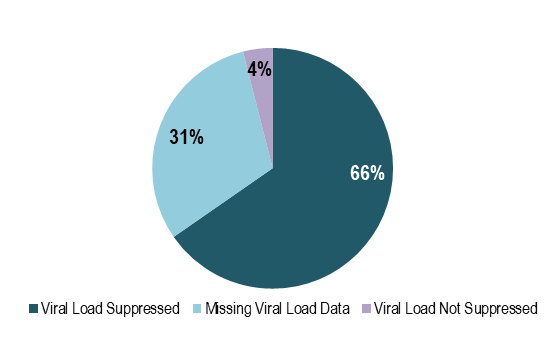 4%
31%
66%
Viral Load Suppressed Missing Viral Load Data Viral Load Not Suppressed